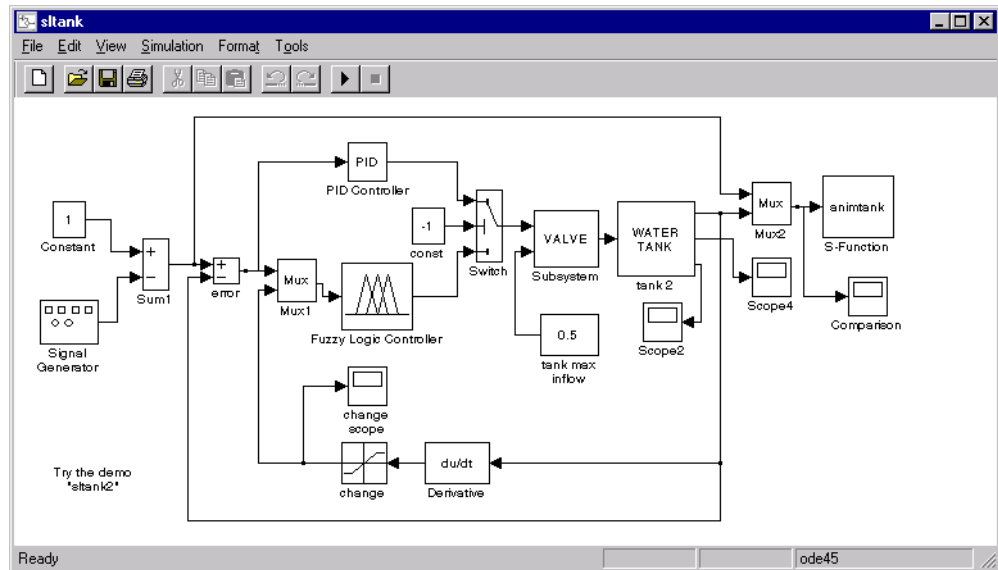 sltank
File Edit View Simulation Format Tools
PID
PID Controller
1
Constant
-1
const
Switch
VALVE
Subsystem
WATER
TANK
tank 2
Mux
Mux2
animtank
S-Function
Sum1
error
Mux
Mux1
Fuzzy Logic Controller
Signal
Generator
0.5
tank max
inflow
Scope2
Scope4
Comparison
change
scope
change
du/dt
Derivative
Try the demo
"sltank2"
Ready
ode45